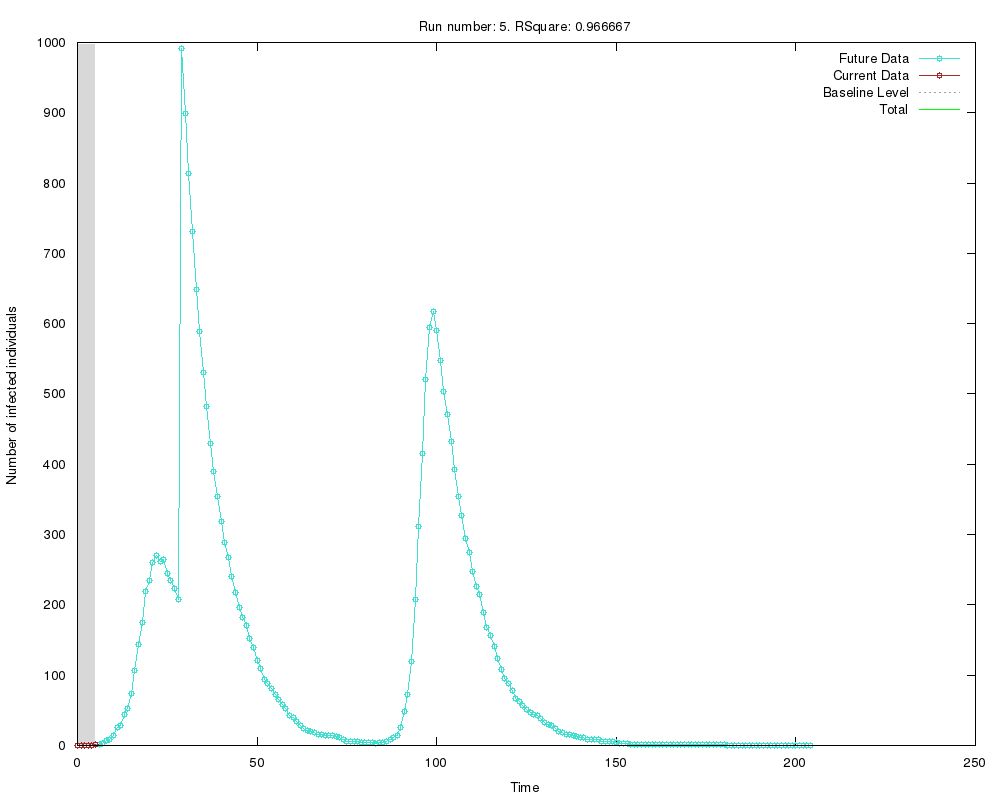 Run number: 5. RSquare: 0.966667
Future Data
Current Data
Baseline Level
Total
1000
900
800
700
600
500
400
300
200
100
0
Number of infected individuals
0 50 100 150 200 250
Time